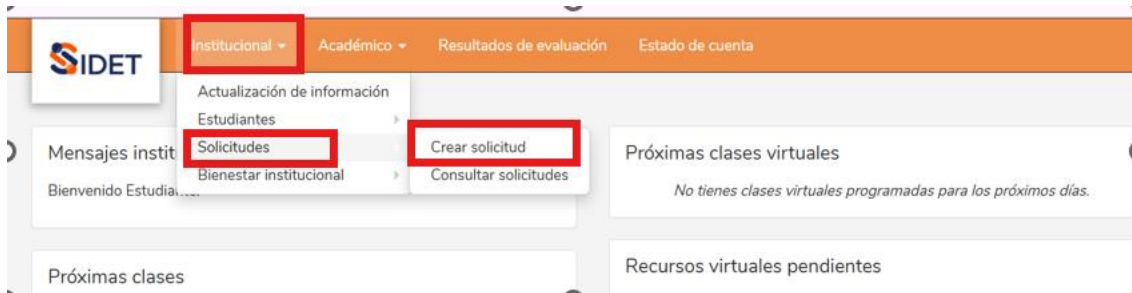 SIDET
Institucional Académico Resultados de evaluación Estado de cuenta
Actualización de información
Estudiantes
Solicitudes
Bienestar institucional
Crear solicitud
Consultar solicitudes
Mensajes instit
Bienvenido Estudia
Próximas clases
Próximas clases virtuales
No tienes clases virtuales programadas para los próximos días.
Recursos virtuales pendientes